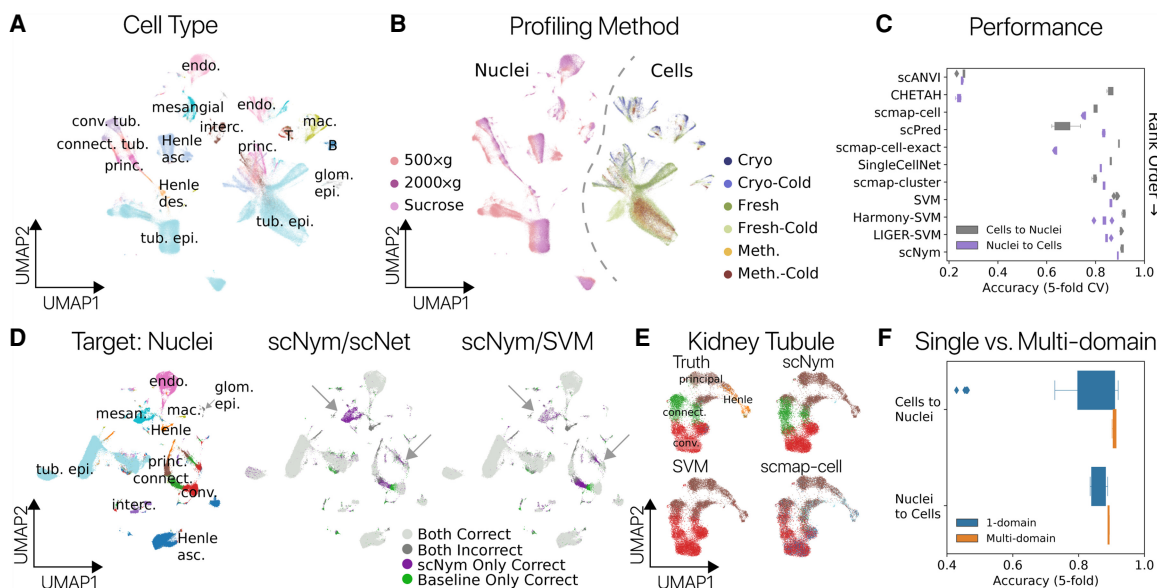 A
Cell Type
endo.
mesangial
endo.
conv. tub.
connect. tub.
interc.
T
mac.
B
Henle
asc.
princ.
princ.
glom.
epi.
Henle
des.
tub. epi.
tub. epi.
UMAP2
UMAP1
B
Profiling Method
Nuclei
Cells
500×g
2000×g
Sucrose
Cryo
Cryo-Cold
Fresh
Fresh-Cold
Meth.
Meth.-Cold
UMAP2
UMAP1
C
Performance
scANVI
CHETAH
scmap-cell
scPred
scmap-cell-exact
SingleCellNet
scmap-cluster
SVM
Harmony-SVM
LIGER-SVM
scNym
Cells to Nuclei
Nuclei to Cells
0.2 0.4 0.6 0.8 1.0
Accuracy (5-fold CV)
Rank Order →
D
Target: Nuclei
scNym/scNet
scNym/SVM
endo.
glom.
epi.
mesan.
mac.
Henle
tub. epi.
princ.
connect.
conv.
interc.
Henle
asc.
UMAP2
UMAP1
Both Correct
Both Incorrect
scNym Only Correct
Baseline Only Correct
E
Kidney Tubule
Truth
scNym
principal
Henle
connect.
conv.
SVM
scmap-cell
UMAP2
UMAP1
F
Single vs. Multi-domain
Cells to
Nuclei
Nuclei
to Cells
1-domain
Multi-domain
0.4 0.6 0.8 1.0
Accuracy (5-fold)